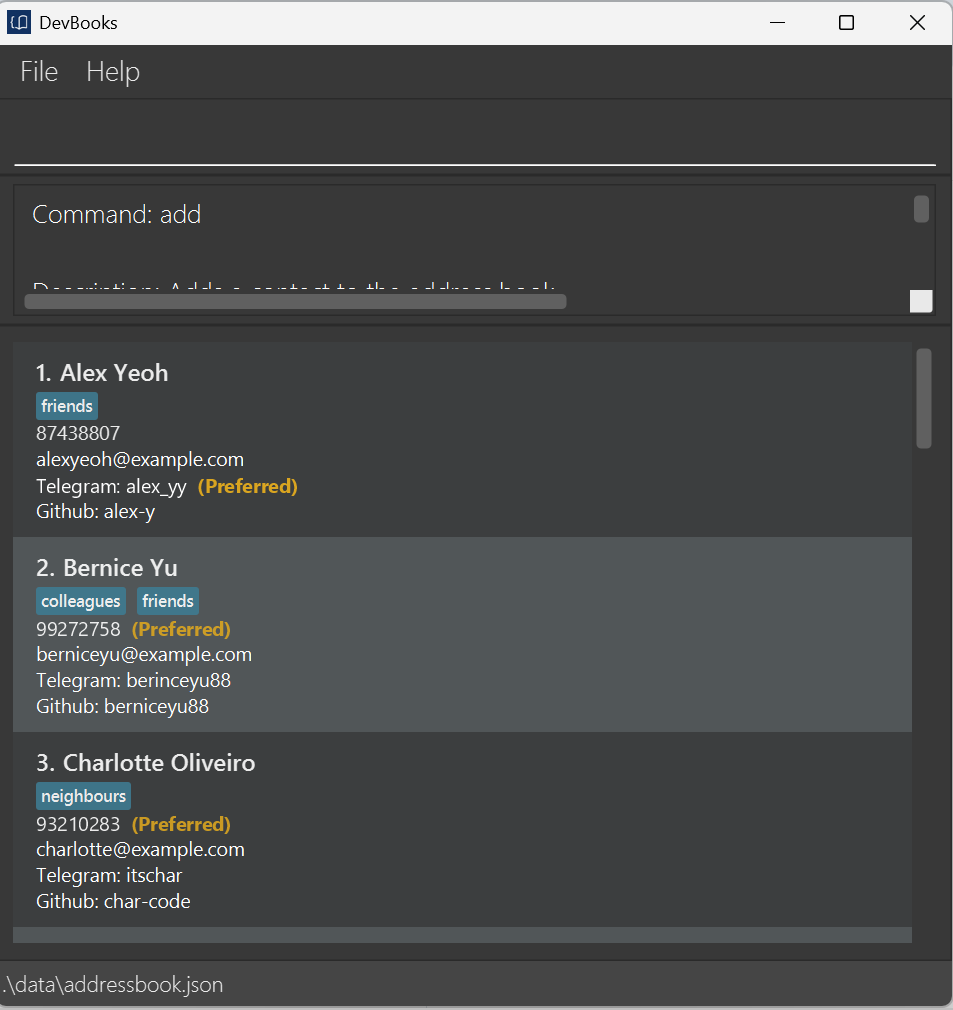 DevBooks
File Help
Command: add
Description: Adds a contact to the address book
1. Alex Yeoh
friends
87438807
alexyeoh@example.com
Telegram: alex_yy (Preferred)
Github: alex-y
2. Bernice Yu
colleagues friends
99272758 (Preferred)
berniceyu@example.com
Telegram: berinceyu88
Github: berniceyu88
3. Charlotte Oliveiro
neighbours
93210283 (Preferred)
charlotte@example.com
Telegram: itschar
Github: char-code
.\data\addressbook.json